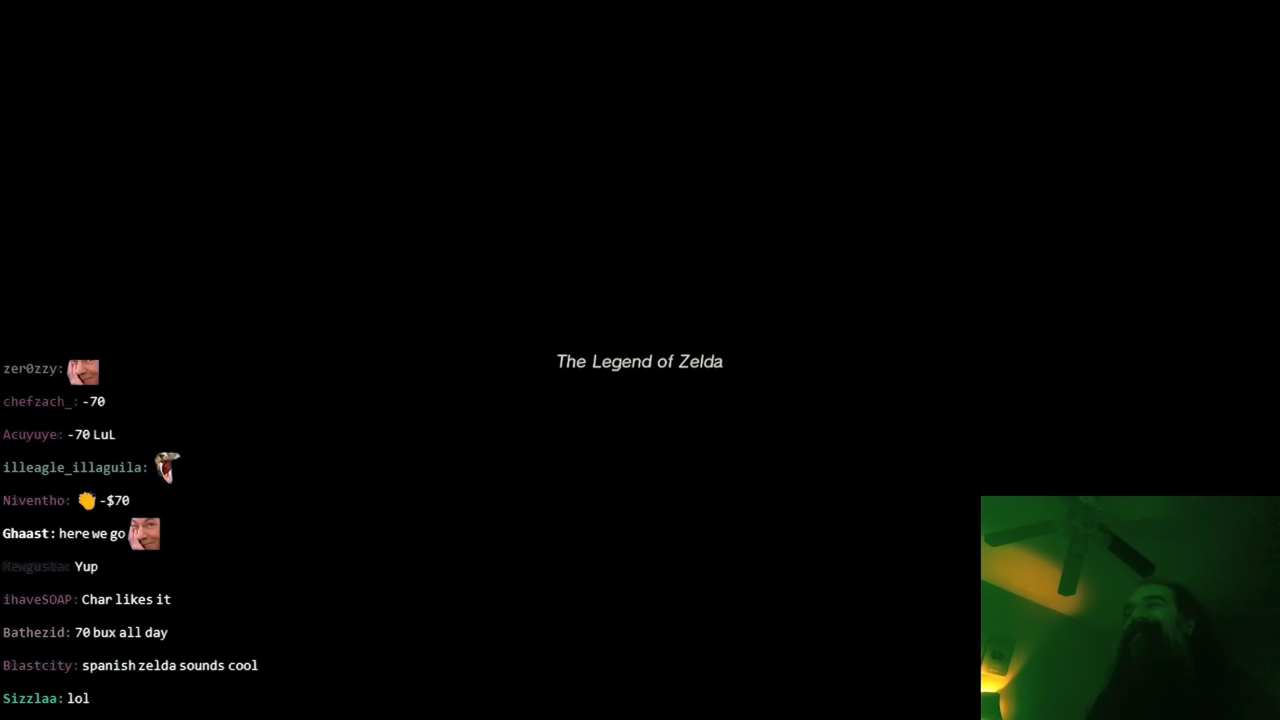 The Legend of Zelda
zer0zzy:
chefzach_: -70
Acuyuye: -70 LuL
illeagle_illaguila:
Niventho: 👏 -$70
Ghaast: here we go
Mewgusta: Yup
ihaveSOAP: Char likes it
Bathezid: 70 bux all day
Blastcity: spanish zelda sounds cool
Sizzlaa: lol